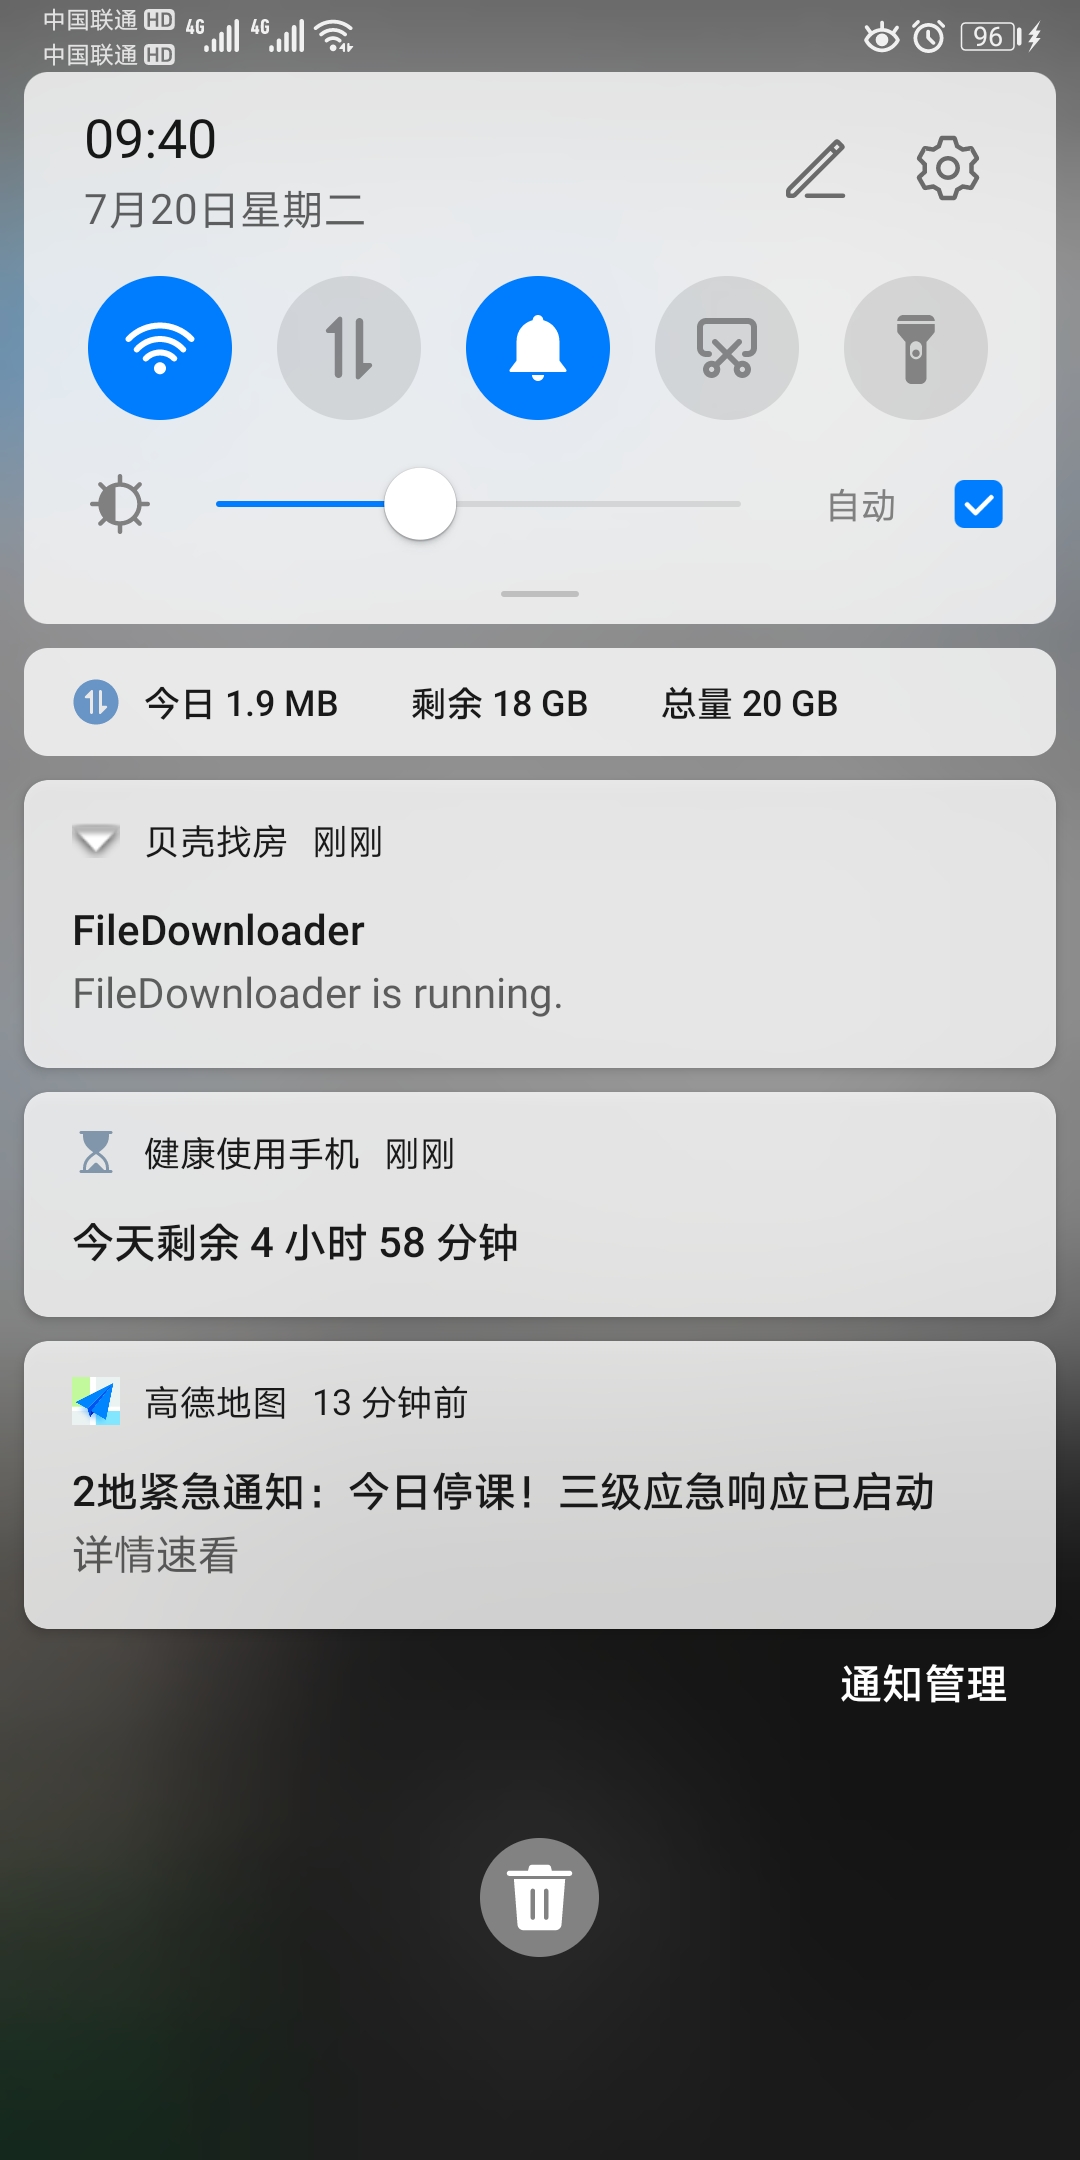 中国联通 HD 4G 4G
中国联通 HD
96
09:40
7月20日星期二
自动
今日 1.9 MB 剩余 18 GB 总量 20 GB
贝壳找房 刚刚
FileDownloader
FileDownloader is running.
健康使用手机 刚刚
今天剩余 4 小时 58 分钟
高德地图 13 分钟前
2地紧急通知：今日停课！三级应急响应已启动
详情速看
通知管理